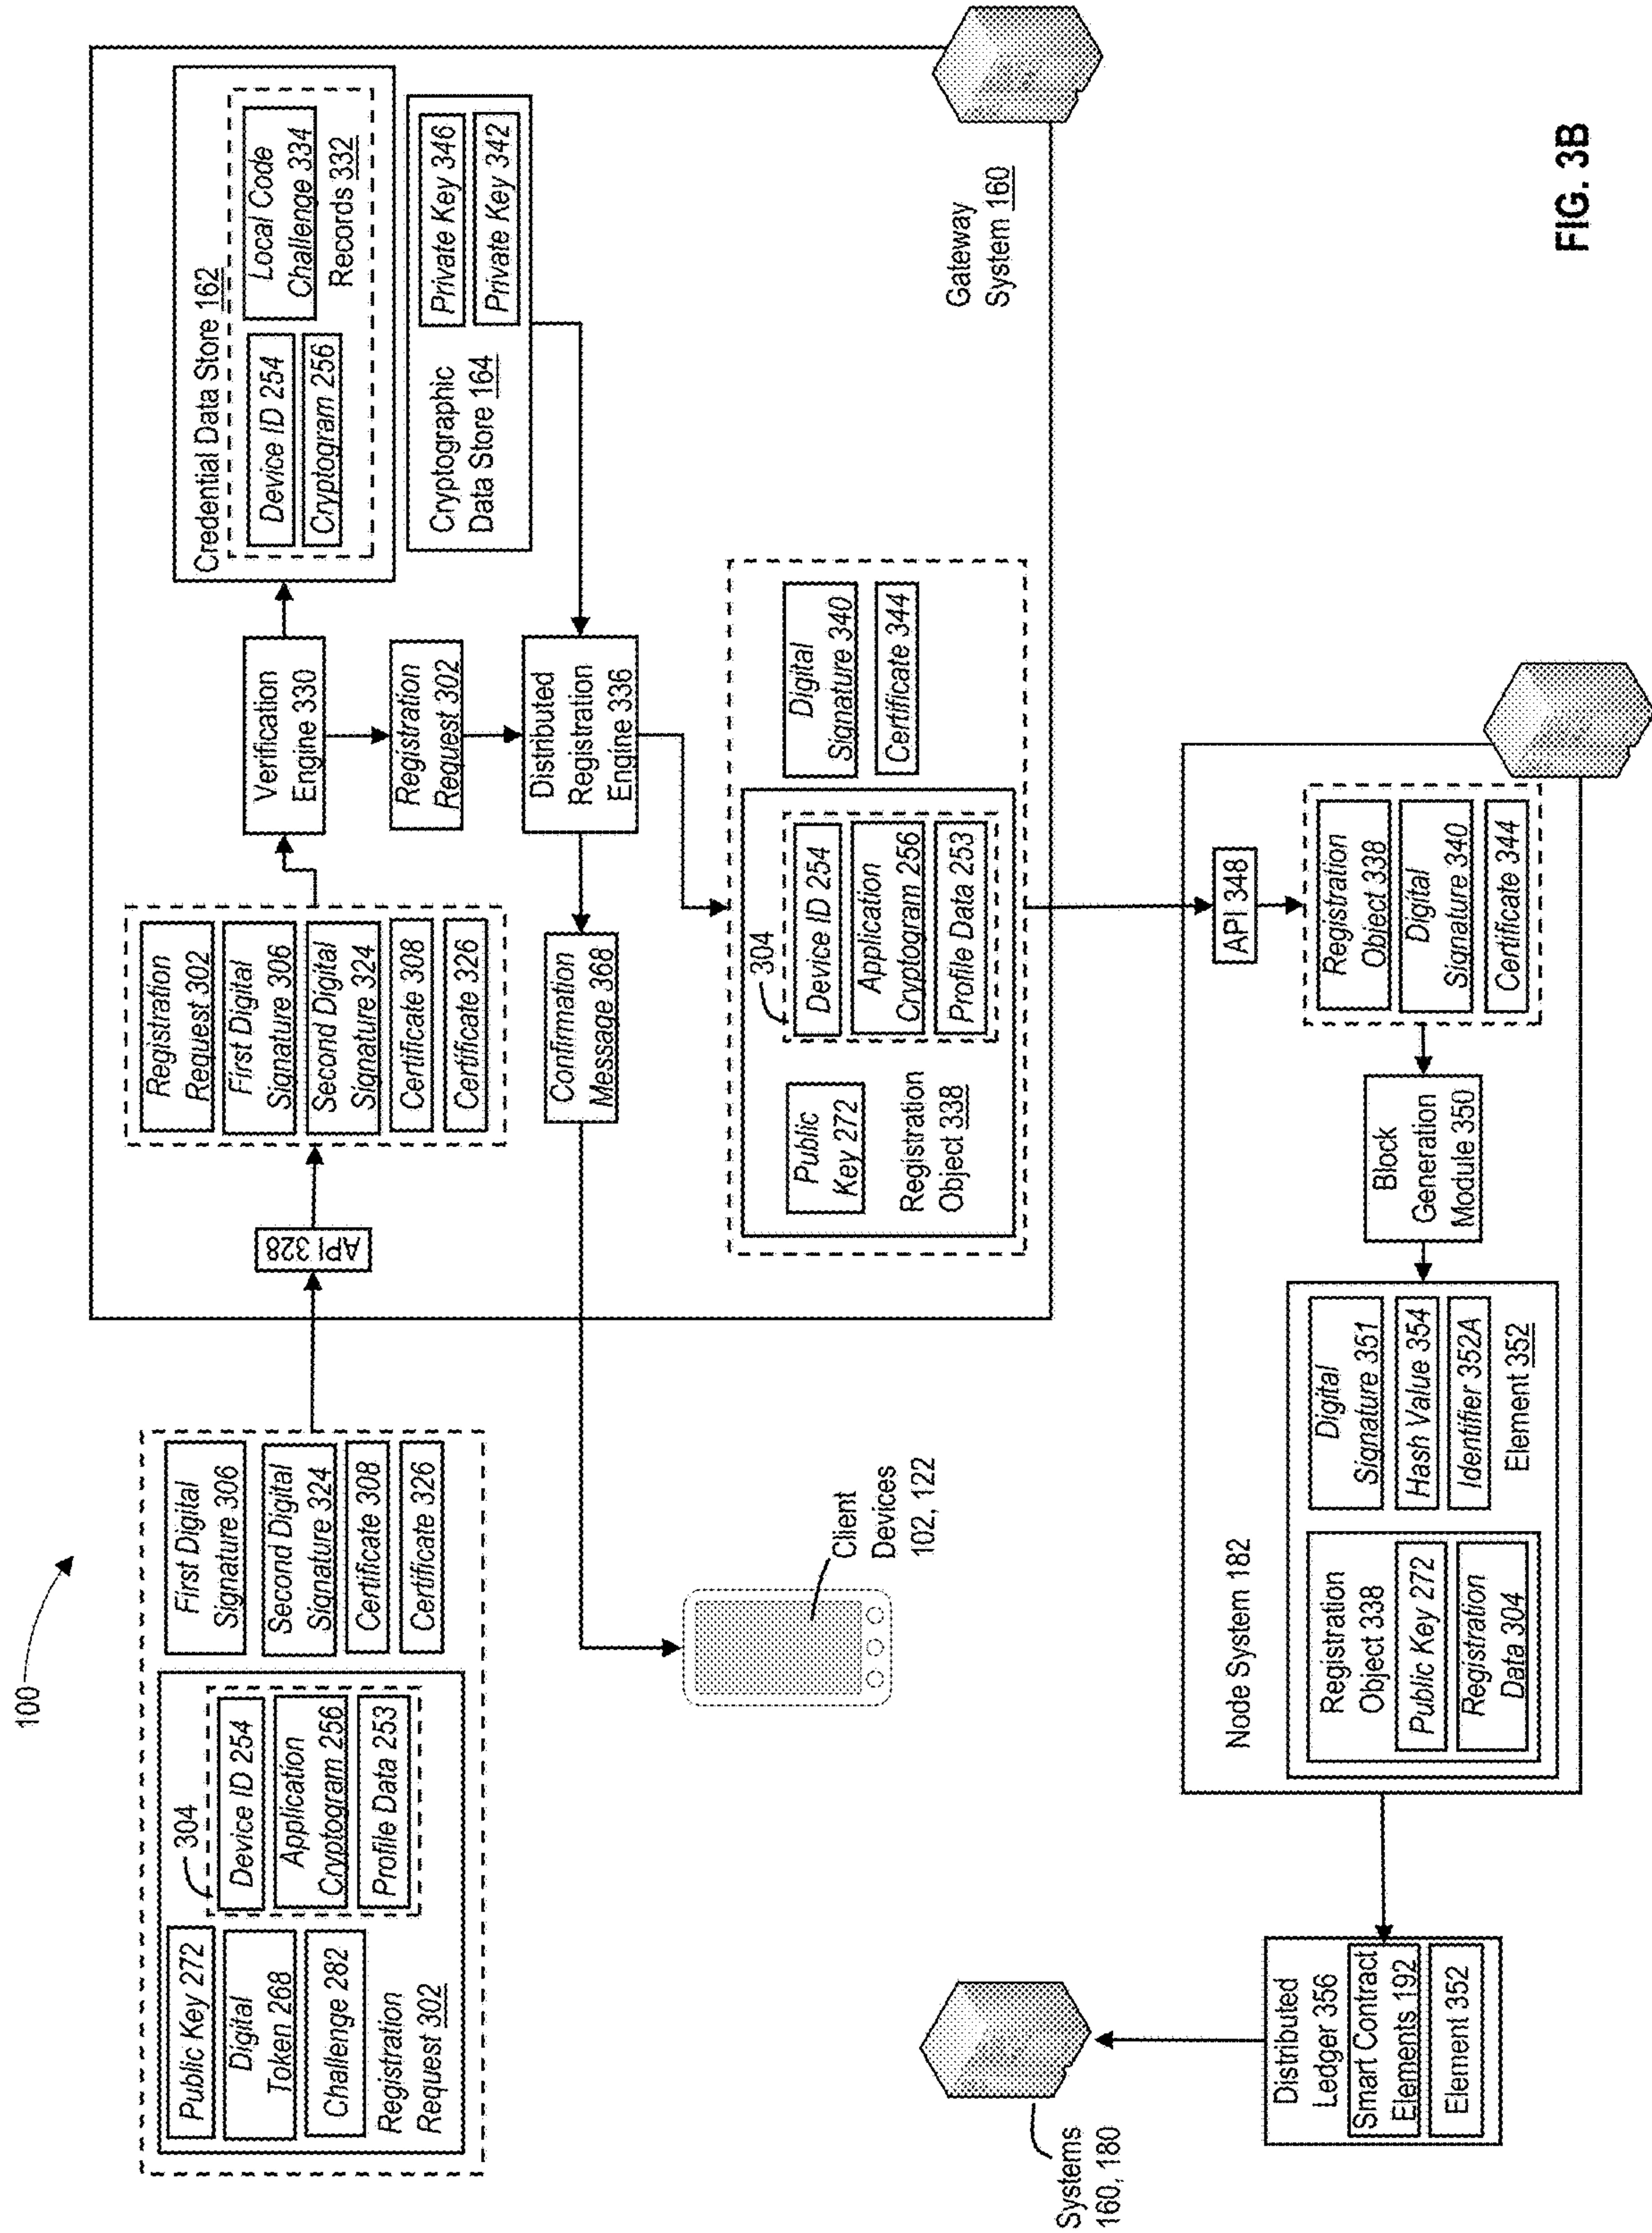 100
Public Key 272
Digital
Token 268
Challenge 282
Registration
Request 302
304
Device ID 254
Application
Cryptogram 256
Profile Data 253
First Digital
Signature 306
Second Digital
Signature 324
Certificate 308
Certificate 326
API 328
Registration
Request 302
First Digital
Signature 306
Second Digital
Signature 324
Certificate 308
Certificate 326
Verification
Engine 330
Credential Data Store 162
Device ID 254
Cryptogram 256
Local Code
Challenge 334
Records 332
Registration
Request 302
Cryptographic
Data Store 164
Private Key 346
Private Key 342
Distributed
Registration
Engine 336
Confirmation
Message 368
Client
Devices
102, 122
Public
Key 272
Registration
Object 338
304
Device ID 254
Application
Cryptogram 256
Profile Data 253
Digital
Signature 340
Certificate 344
Gateway
System 160
API 348
Registration
Object 338
Digital
Signature 340
Certificate 344
Block
Generation
Module 350
Node System 182
Registration
Object 338
Public Key 272
Registration
Data 304
Digital
Signature 351
Hash Value 354
Identifier 352A
Element 352
Distributed
Ledger 356
Smart Contract
Elements 192
Element 352
Systems
160, 180
FIG. 3B